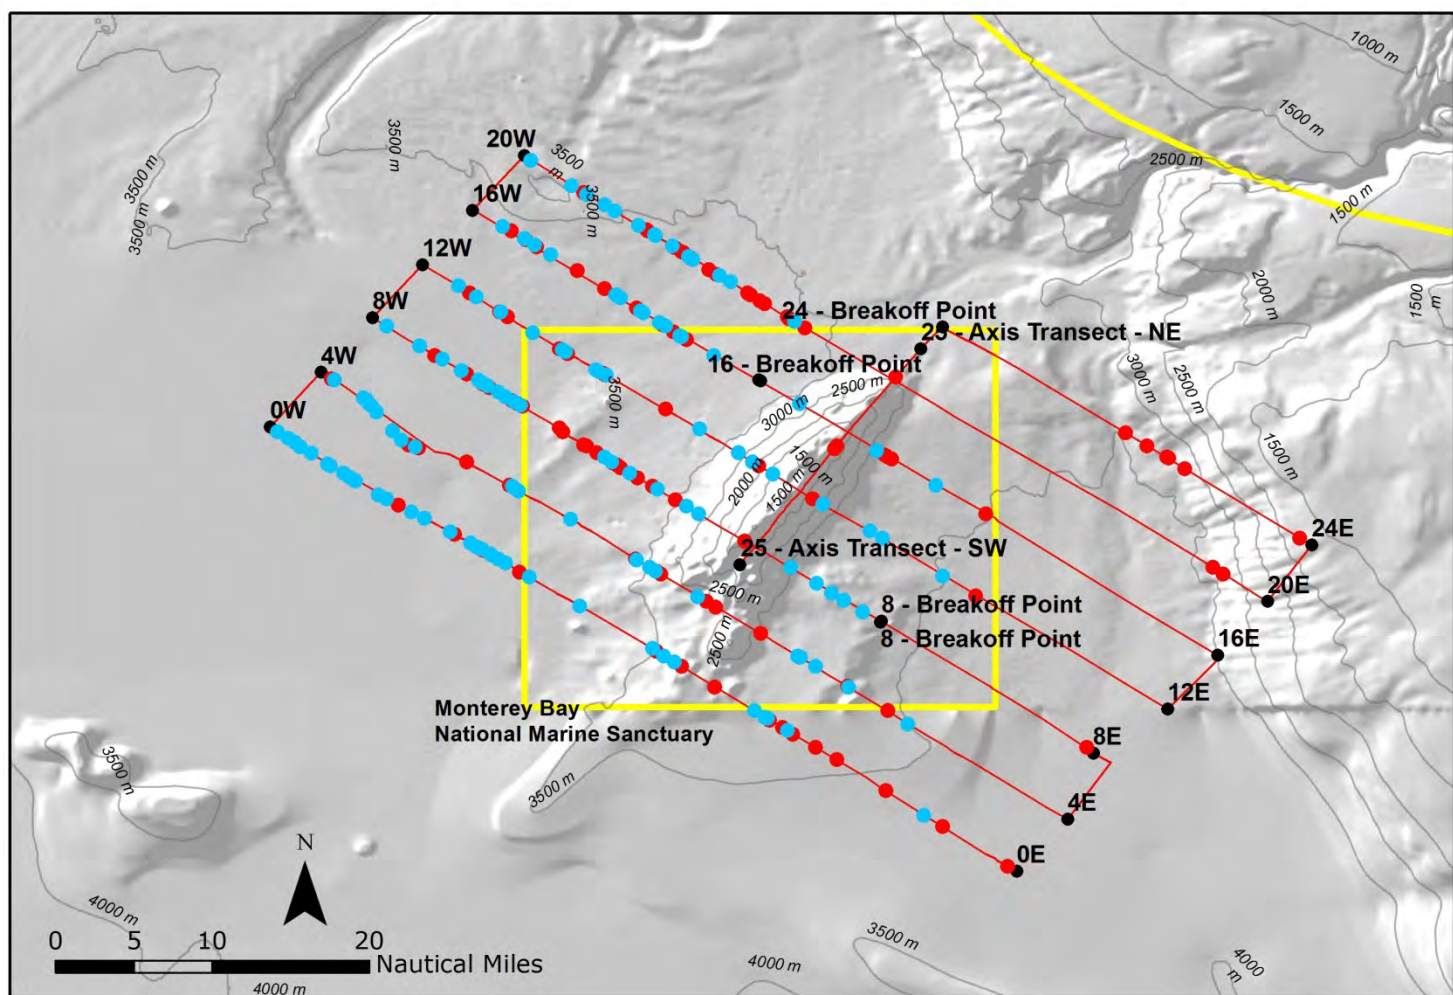 1000 m
1500 m
3500 m
3500 m
3500 m
20W
3500
m
3500 m
2500 m
1500 m
16W
12W
2000 m
1500
m
8W
24 - Breakoff Point
23 - Axis Transect - NE
16 - Breakoff Point
2500 m
3000 m
2500 m
4W
3500 m
3000 m
0W
1500 m
2000 m
1500 m
1500 m
24E
25 - Axis Transect - SW
2500 m
20E
8 - Breakoff Point
8 - Breakoff Point
2500 m
16E
12E
Monterey Bay
National Marine Sanctuary
8E
3500 m
3500 m
4E
N
0E
4000 m
0 5 10 20
Nautical Miles
3500 m
4000 m
4000 m
4000
m